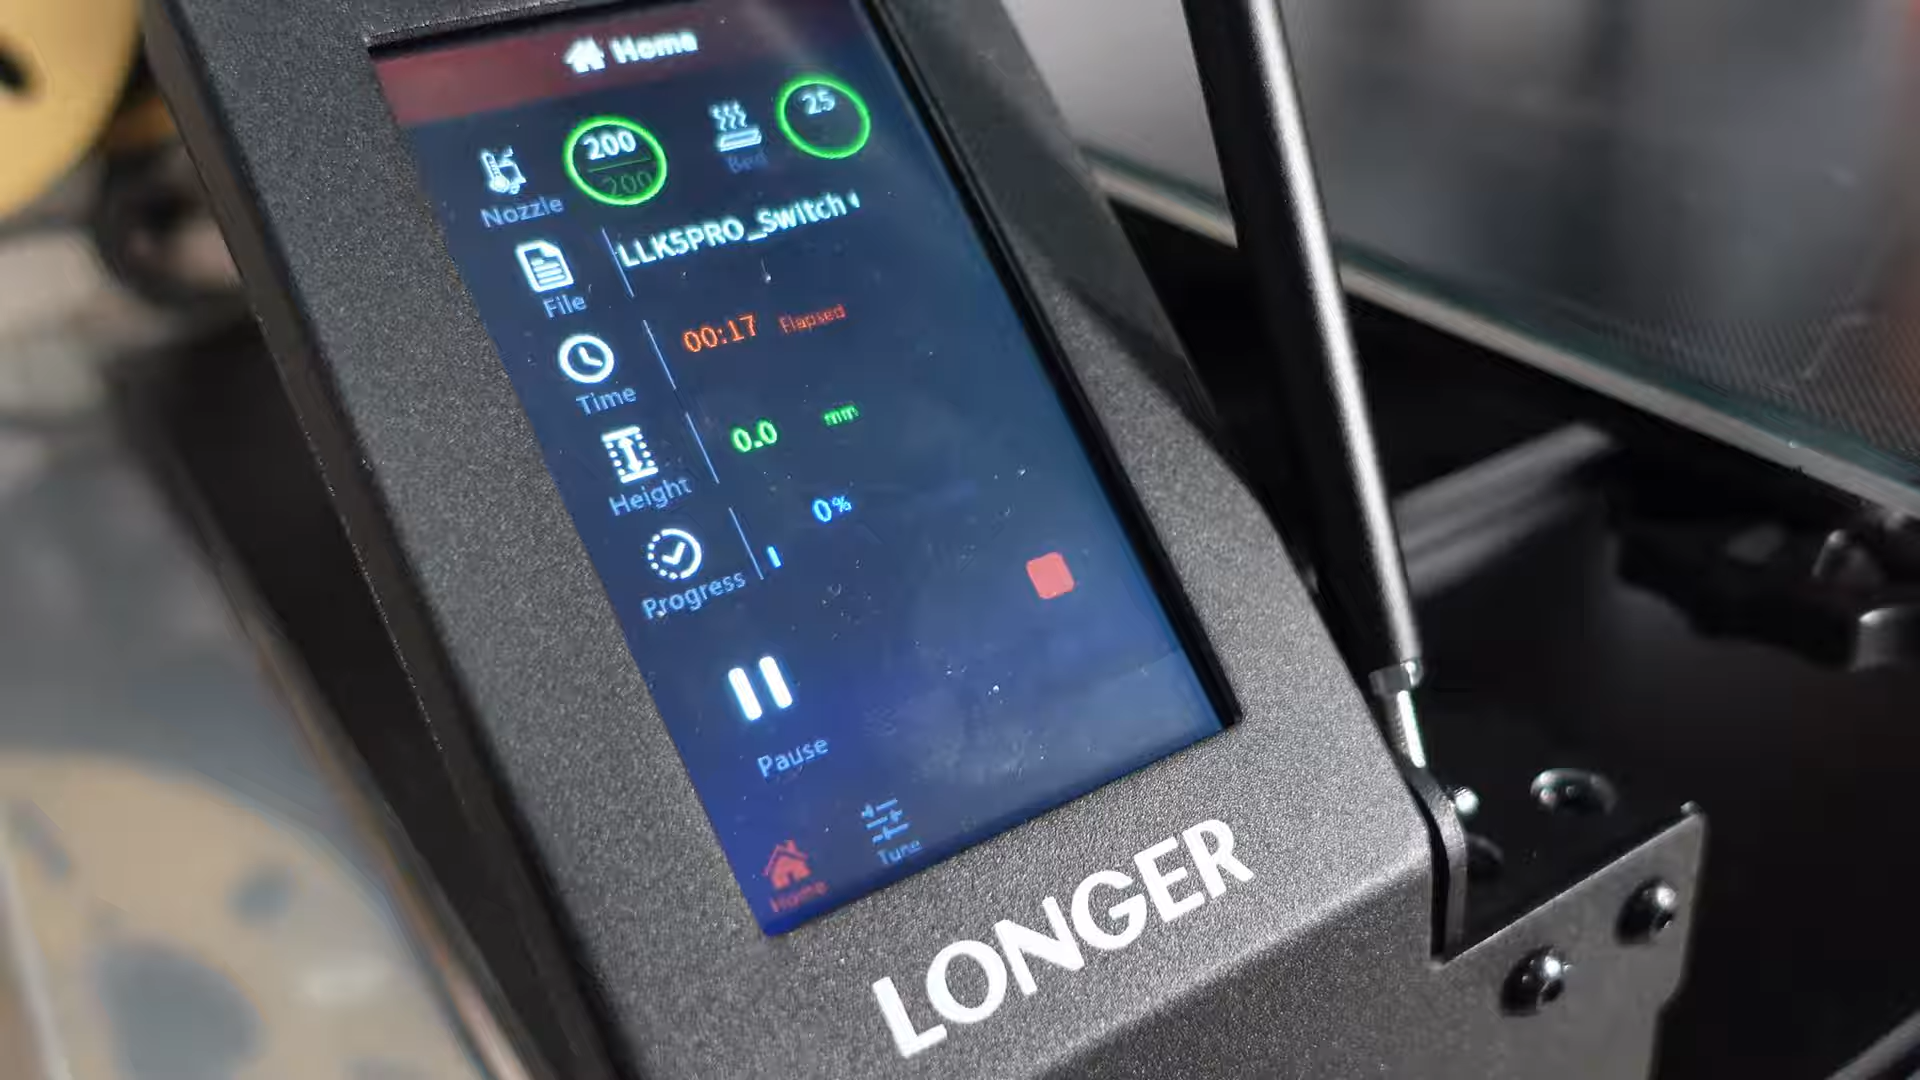 Home
200
200
25
Nozzle
Bed
LLK5PRO_Switch
File
00:17 Elapsed
Time
0.0 mm
Height
0%
Progress
Pause
Home
Tune
LONGER